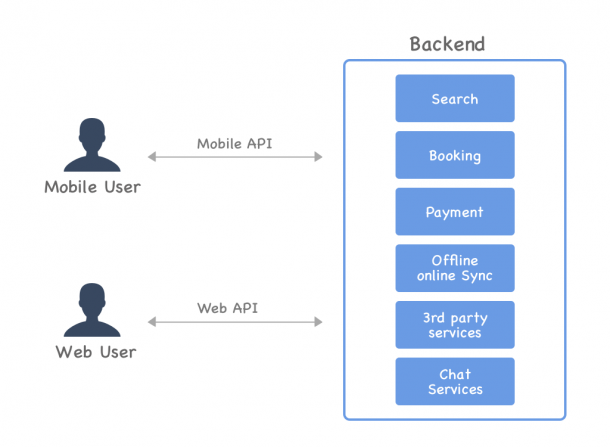 Backend
Search
Mobile API
Booking
Mobile User
Payment
Offline
online Sync
Web API
3rd party
services
Web User
Chat
Services